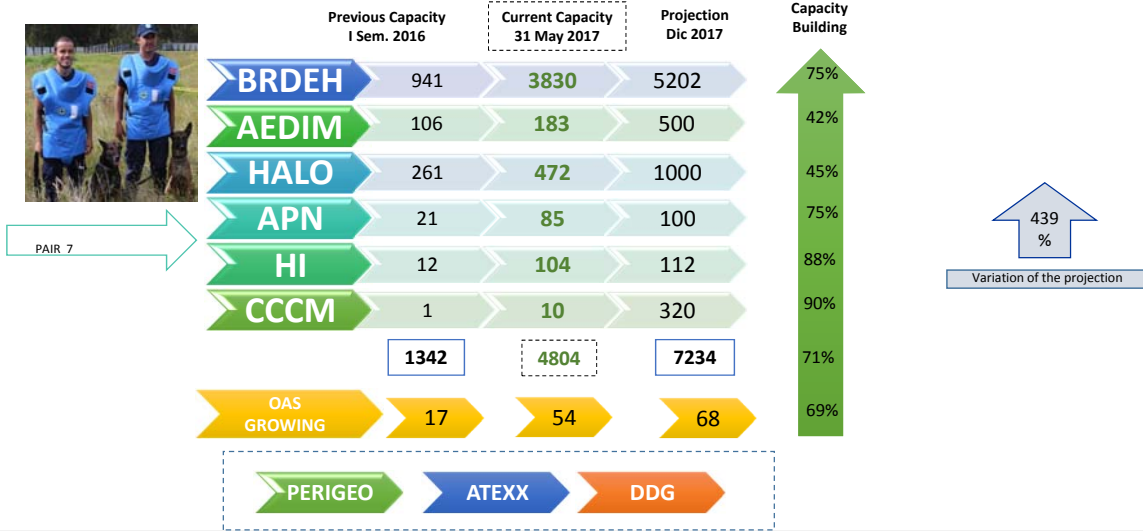 Previous Capacity
I Sem. 2016
Current Capacity
31 May 2017
Projection
Dic 2017
Capacity
Building
BRDEH 941 3830 5202 75%
AEDIM 106 183 500 42%
HALO 261 472 1000 45%
APN 21 85 100 75%
PAIR 7
HI 12 104 112 88%
CCCM 1 10 320 90%
1342 4804 7234 71%
OAS
GROWING
17 54 68 69%
439
%
Variation of the projection
PERIGEO ATEXX DDG